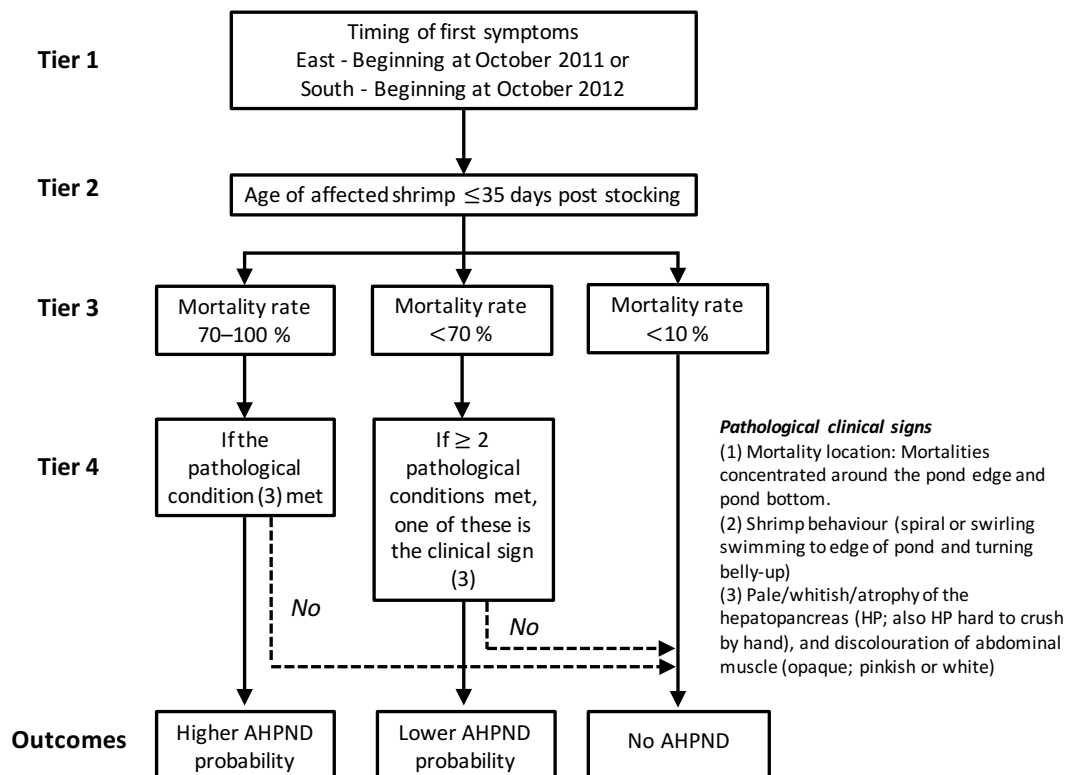 Tier 1
Timing of first symptoms
East - Beginning at October 2011 or
South - Beginning at October 2012
Tier 2
Age of affected shrimp ≤35 days post stocking
Tier 3
Mortality rate
70–100 %
Mortality rate
<70 %
Mortality rate
<10 %
Tier 4
If the
pathological
condition (3) met
If ≥ 2
pathological
conditions met,
one of these is
the clinical sign
(3)
No
No
Pathological clinical signs
(1) Mortality location: Mortalities
concentrated around the pond edge and
pond bottom.
(2) Shrimp behaviour (spiral or swirling
swimming to edge of pond and turning
belly-up)
(3) Pale/whitish/atrophy of the
hepatopancreas (HP; also HP hard to crush
by hand), and discolouration of abdominal
muscle (opaque; pinkish or white)
Outcomes
Higher AHPND
probability
Lower AHPND
probability
No AHPND